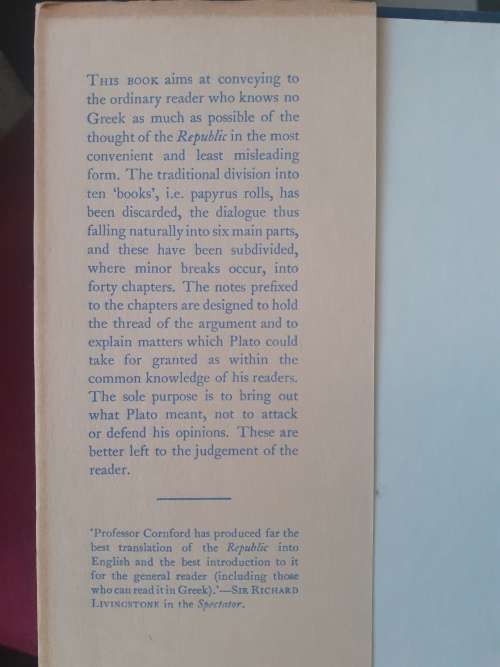 THIS BOOK aims at conveying to
the ordinary reader who knows no
Greek as much as possible of the
thought of the Republic in the most
convenient and least misleading
form. The traditional division into
ten ‘books’, i.e. papyrus rolls, has
been discarded, the dialogue thus
falling naturally into six main parts,
and these have been subdivided,
where minor breaks occur, into
forty chapters. The notes prefixed
to the chapters are designed to hold
the thread of the argument and to
explain matters which Plato could
take for granted as within the
common knowledge of his readers.
The sole purpose is to bring out
what Plato meant, not to attack
or defend his opinions. These are
better left to the judgement of the
reader.
‘Professor Cornford has produced far the
best translation of the Republic into
English and the best introduction to it
for the general reader (including those
who can read it in Greek).’—SIR RICHARD
LIVINGSTONE in the Spectator.